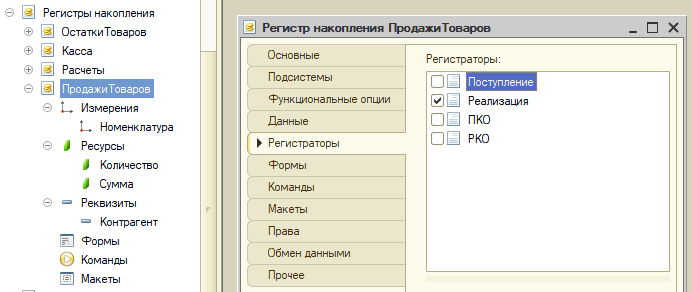 Регистры накопления
ОстаткиТоваров
Касса
Расчеты
ПродажиТоваров
Измерения
Номенклатура
Ресурсы
Количество
Сумма
Реквизиты
Контрагент
Формы
Команды
Макеты
Регистр накопления ПродажиТоваров
Основные
Подсистемы
Функциональные опции
Данные
Регистраторы
Формы
Команды
Макеты
Права
Обмен данными
Прочее
Регистраторы:
Поступление
Реализация
ПКО
РКО